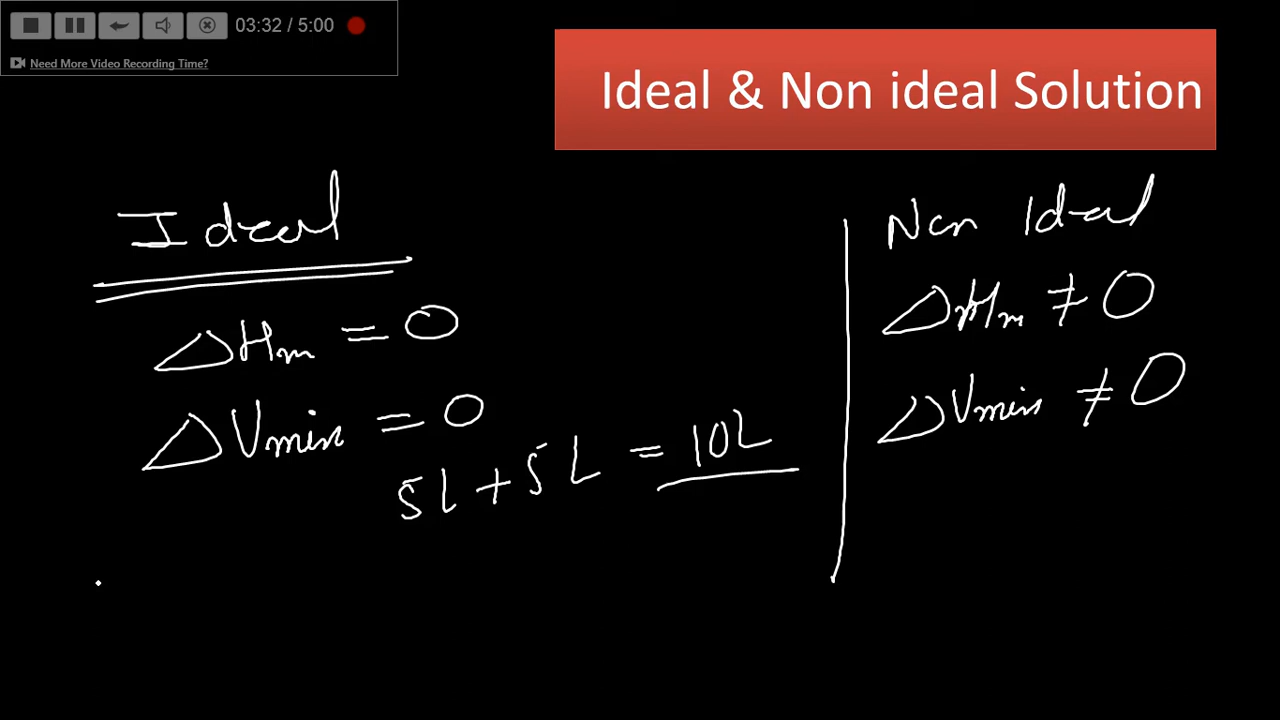 03:32 / 5:00
Need More Video Recording Time?
Ideal & Non ideal Solution
Ideal
ΔHm = 0
ΔVmix = 0
5L + 5L = 10L
Non Ideal
ΔHm ≠ 0
ΔVmix ≠ 0